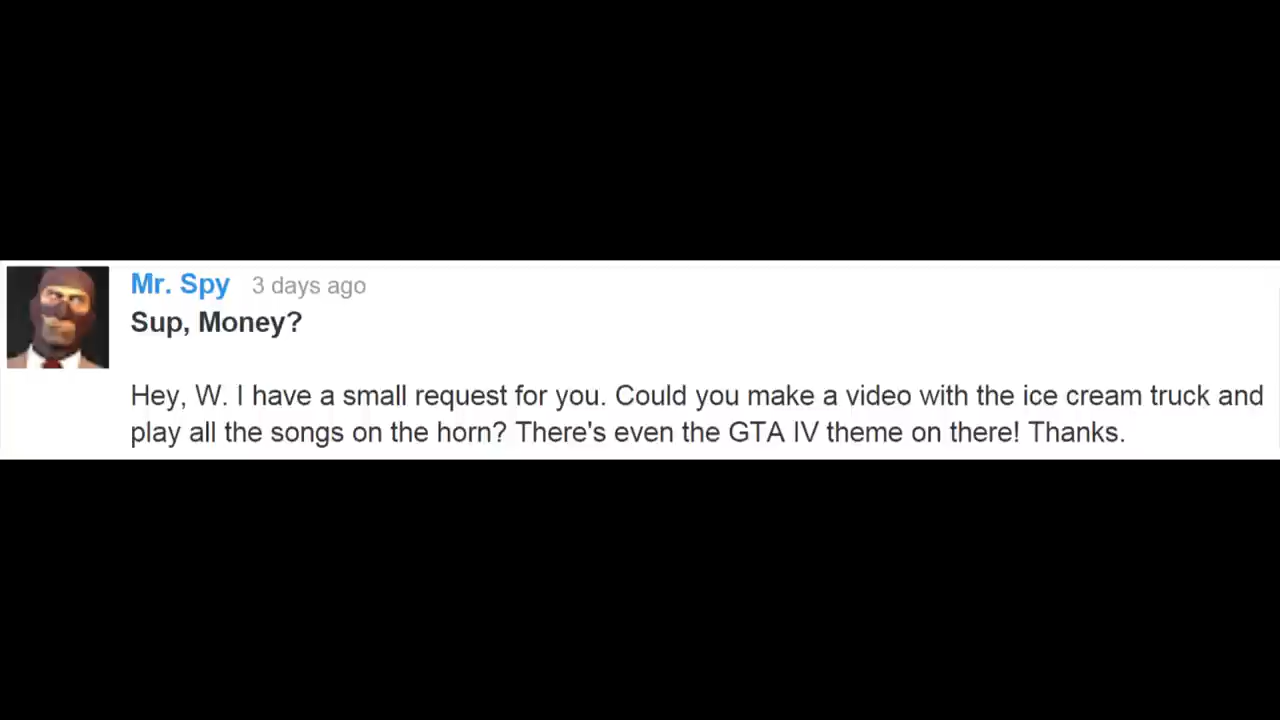 Mr. Spy 3 days ago
Sup, Money?
Hey, W. I have a small request for you. Could you make a video with the ice cream truck and
play all the songs on the horn? There's even the GTA IV theme on there! Thanks.